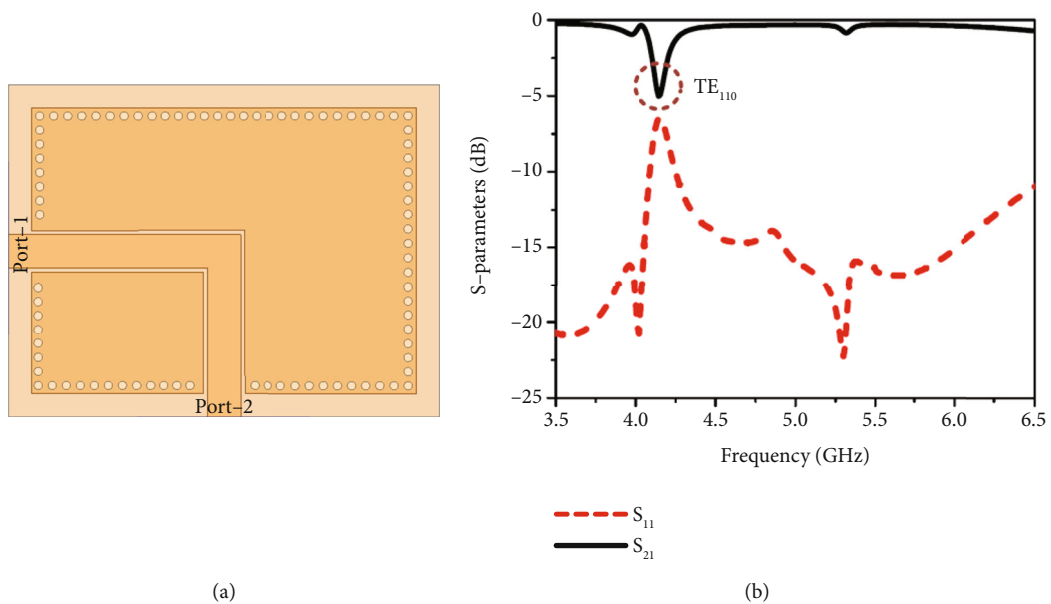 Port–1
Port–2
(a)
S–parameters (dB)
0
–5
–10
–15
–20
–25
TE₁₁₀
3.5 4.0 4.5 5.0 5.5 6.0 6.5
Frequency (GHz)
S₁₁
S₂₁
(b)